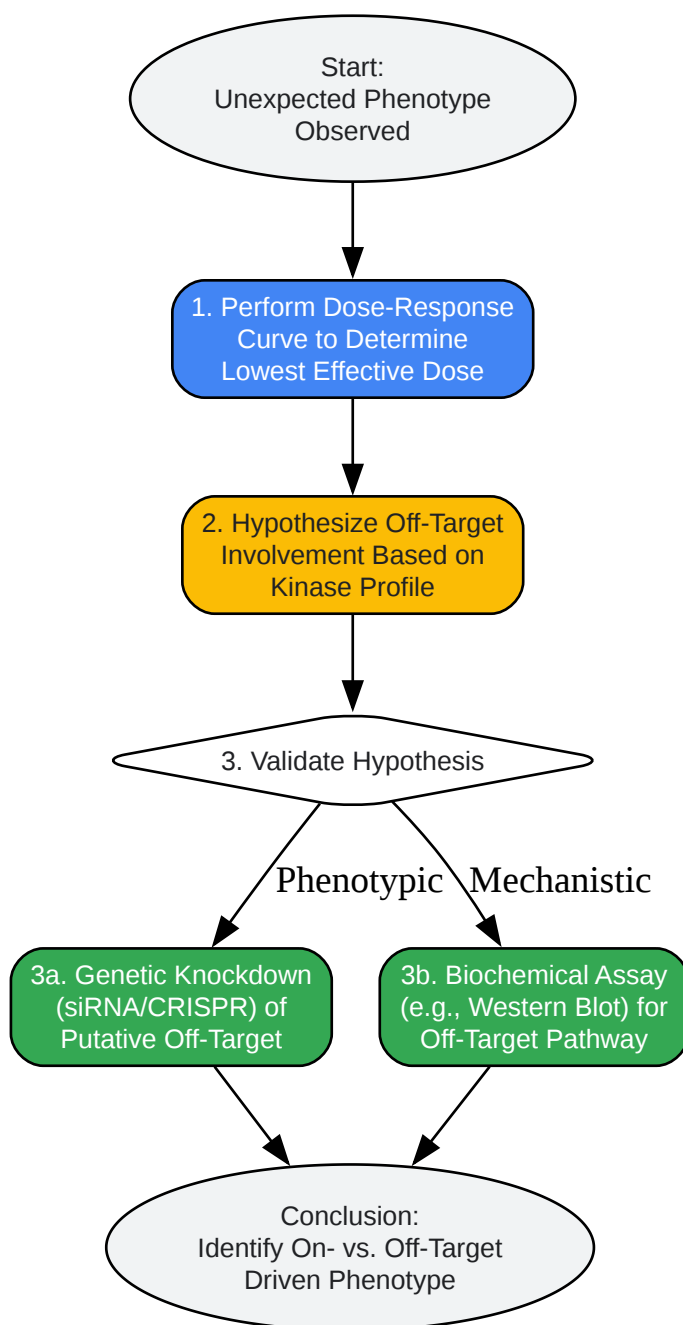 Start:
Unexpected Phenotype
Observed
1. Perform Dose-Response
Curve to Determine
Lowest Effective Dose
2. Hypothesize Off-Target
Involvement Based on
Kinase Profile
3. Validate Hypothesis
Phenotypic
Mechanistic
3a. Genetic Knockdown
(siRNA/CRISPR) of
Putative Off-Target
3b. Biochemical Assay
(e.g., Western Blot) for
Off-Target Pathway
Conclusion:
Identify On- vs. Off-Target
Driven Phenotype